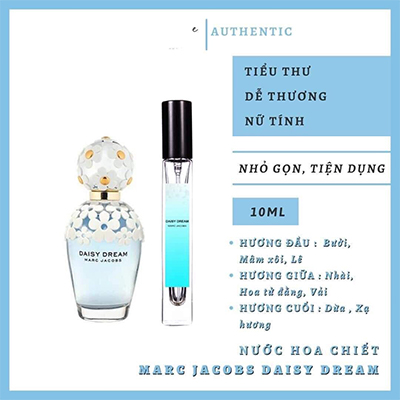 AUTHENTIC
TIỂU THƯ
DỄ THƯƠNG
NỮ TÍNH
NHỎ GỌN, TIỆN DỤNG
10ML
HƯƠNG ĐẦU : Bưởi,
Mâm xôi, Lê
HƯƠNG GIỮA : Nhài,
Hoa tử đằng, Vải
HƯƠNG CUỐI : Dừa , Xạ
hương
NƯỚC HOA CHIẾT
MARC JACOBS DAISY DREAM
DAISY DREAM
MARC JACOBS
DAISY DREAM
MARC JACOBS